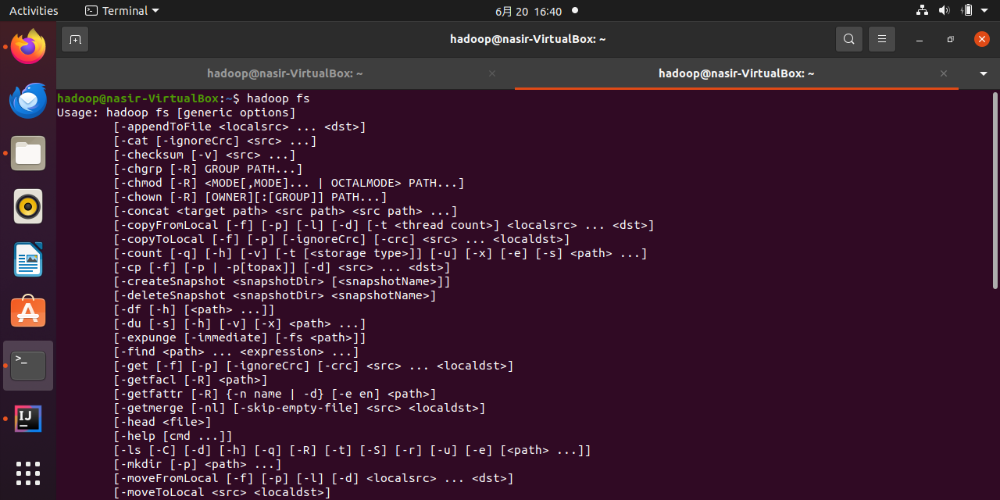 Activities
Terminal
6月 20 16:40
hadoop@nasir-VirtualBox: ~
hadoop@nasir-VirtualBox: ~
hadoop@nasir-VirtualBox: ~
hadoop@nasir-VirtualBox:~$ hadoop fs
Usage: hadoop fs [generic options]
[-appendToFile <localsrc> ... <dst>]
[-cat [-ignoreCrc] <src> ...]
[-checksum [-v] <src> ...]
[-chgrp [-R] GROUP PATH...]
[-chmod [-R] <MODE[,MODE]... | OCTALMODE> PATH...]
[-chown [-R] [OWNER][:[GROUP]] PATH...]
[-concat <target path> <src path> <src path> ...]
[-copyFromLocal [-f] [-p] [-l] [-d] [-t <thread count>] <localsrc> ... <dst>]
[-copyToLocal [-f] [-p] [-ignoreCrc] [-crc] <src> ... <localdst>]
[-count [-q] [-h] [-v] [-t [<storage type>]] [-u] [-x] [-e] [-s] <path> ...]
[-cp [-f] [-p | -p[topax]] [-d] <src> ... <dst>]
[-createSnapshot <snapshotDir> [<snapshotName>]]
[-deleteSnapshot <snapshotDir> <snapshotName>]
[-df [-h] [<path> ...]]
[-du [-s] [-h] [-v] [-x] <path> ...]
[-expunge [-immediate] [-fs <path>]]
[-find <path> ... <expression> ...]
[-get [-f] [-p] [-ignoreCrc] [-crc] <src> ... <localdst>]
[-getfacl [-R] <path>]
[-getfattr [-R] {-n name | -d} [-e en] <path>]
[-getmerge [-nl] [-skip-empty-file] <src> <localdst>]
[-head <file>]
[-help [cmd ...]]
[-ls [-C] [-d] [-h] [-q] [-R] [-t] [-S] [-r] [-u] [-e] [<path> ...]]
[-mkdir [-p] <path> ...]
[-moveFromLocal [-f] [-p] [-l] [-d] <localsrc> ... <dst>]
[-moveToLocal <src> <localdst>]
>_
IJ